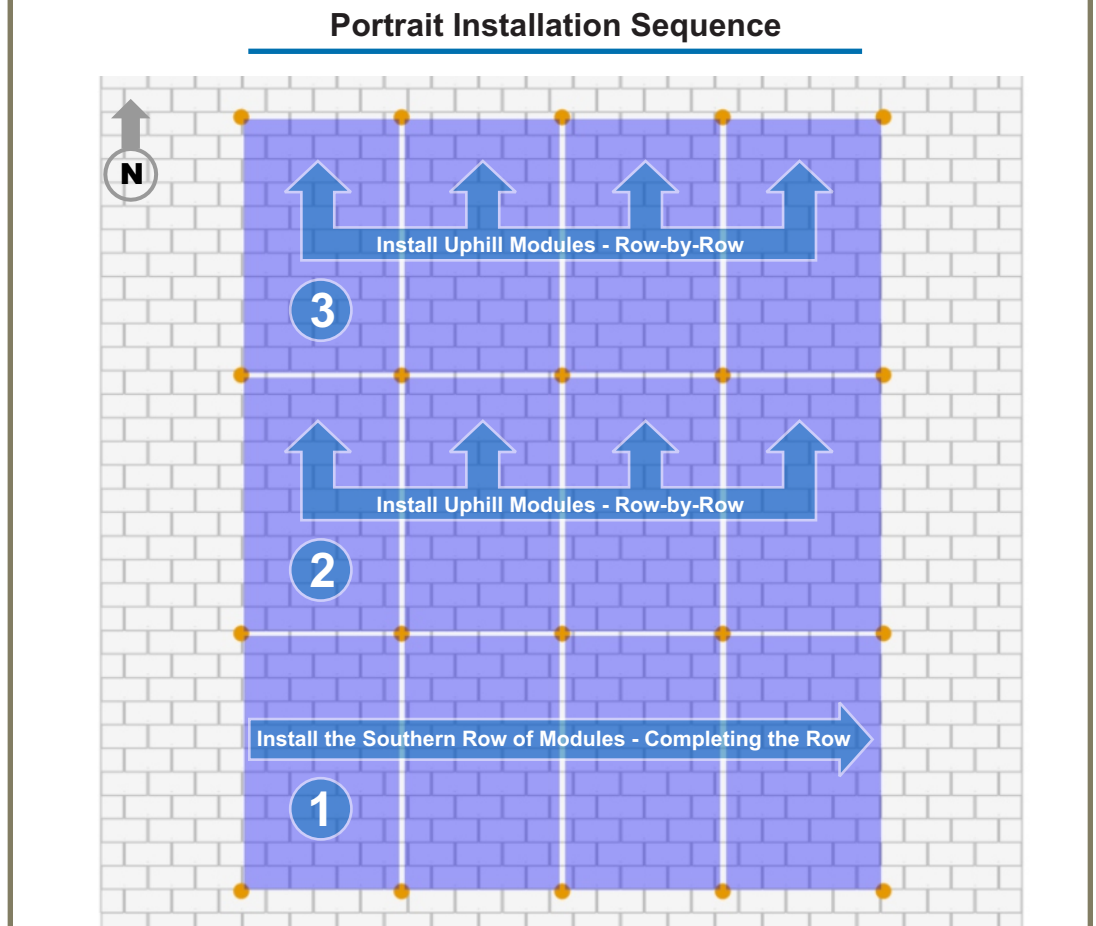 Portrait Installation Sequence
N
Install Uphill Modules - Row-by-Row
3
Install Uphill Modules - Row-by-Row
2
Install the Southern Row of Modules - Completing the Row
1